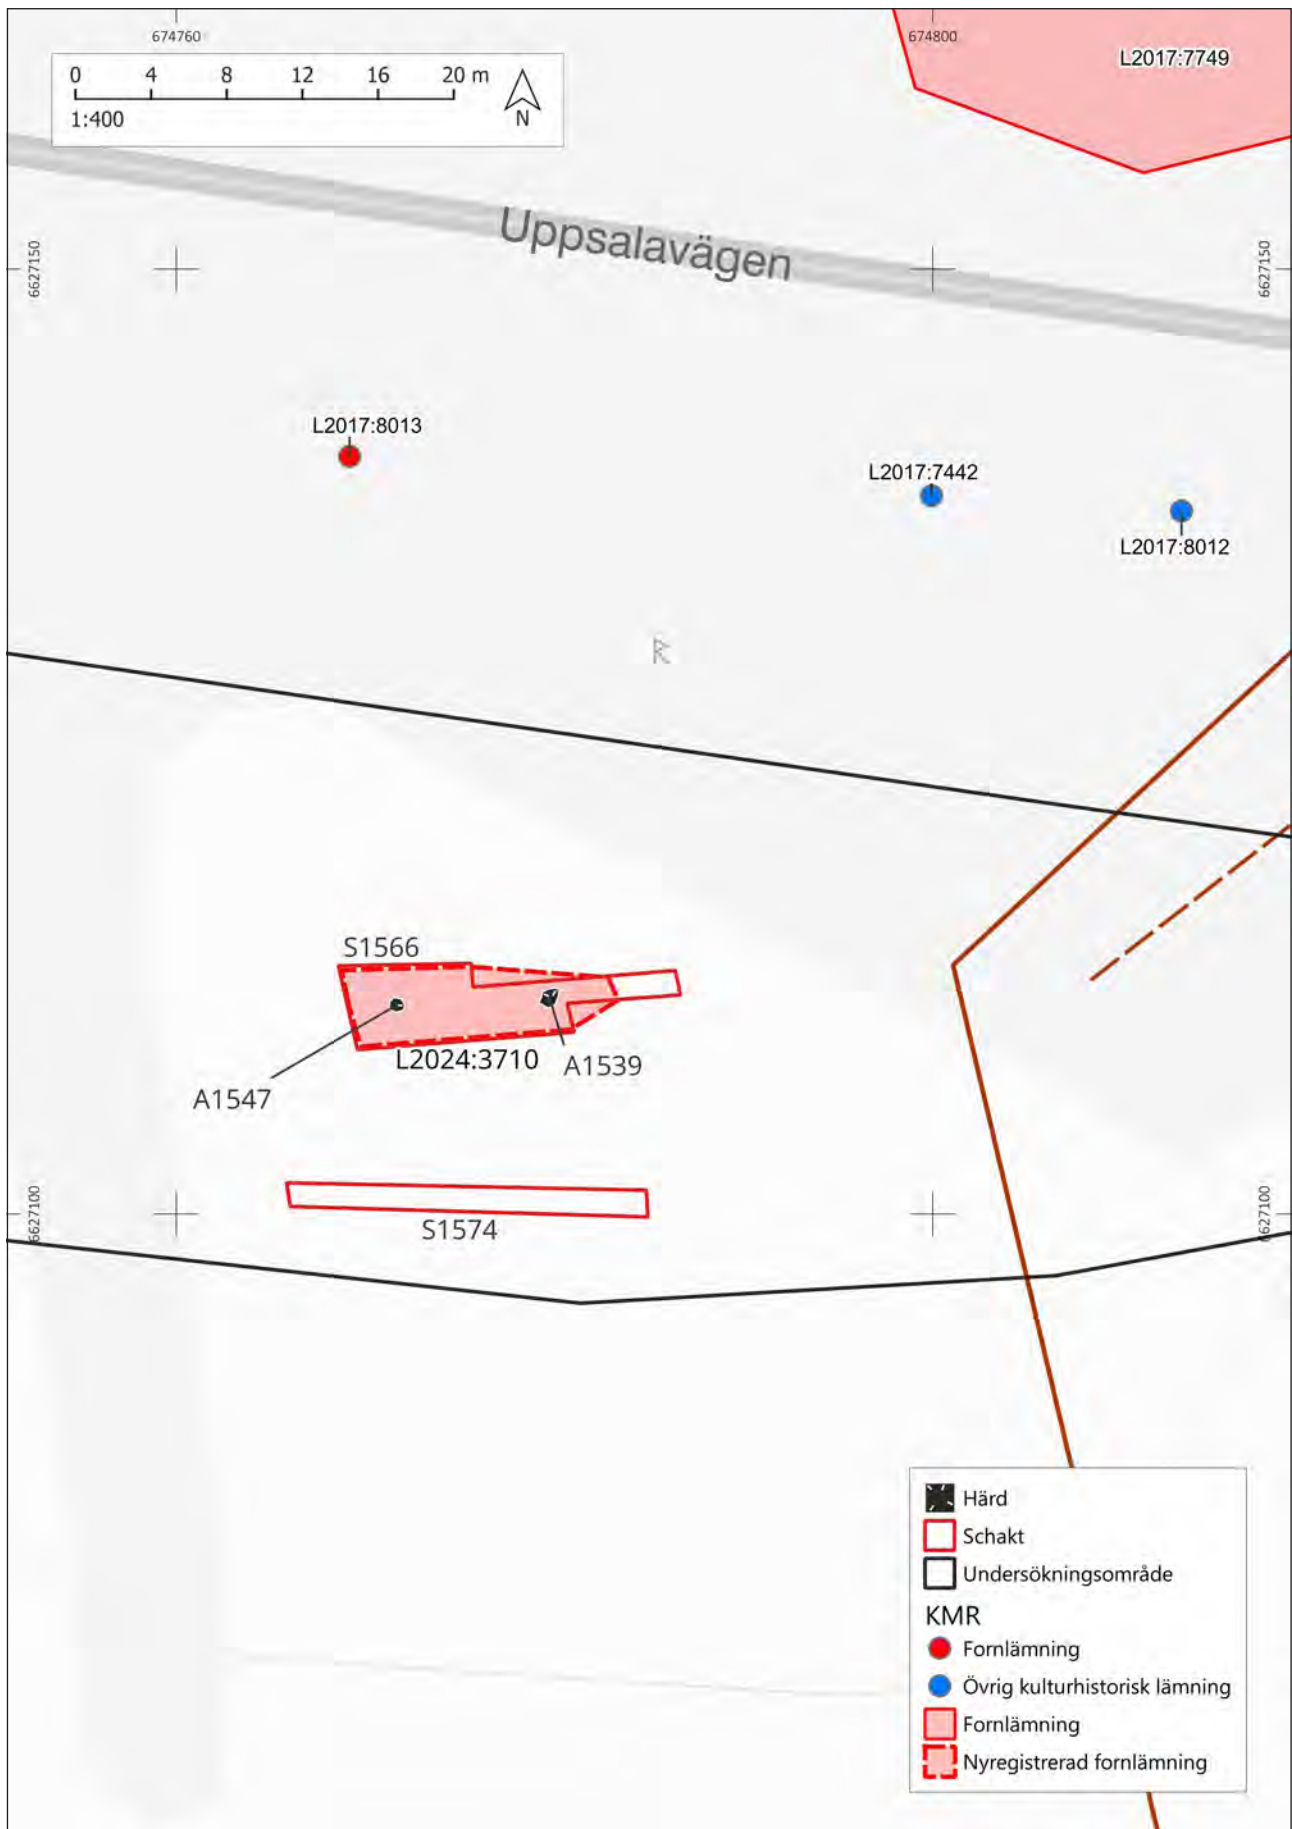 674760
674800
L2017:7749
0 4 8 12 16 20 m
1:400
N
Uppsalavägen
6627150
6627150
L2017:8013
L2017:7442
L2017:8012
R
S1566
L2024:3710
A1539
A1547
6627100
6627100
S1574
Härd
Schakt
Undersökningsområde
KMR
Fornlämning
Övrig kulturhistorisk lämning
Fornlämning
Nyregistrerad fornlämning